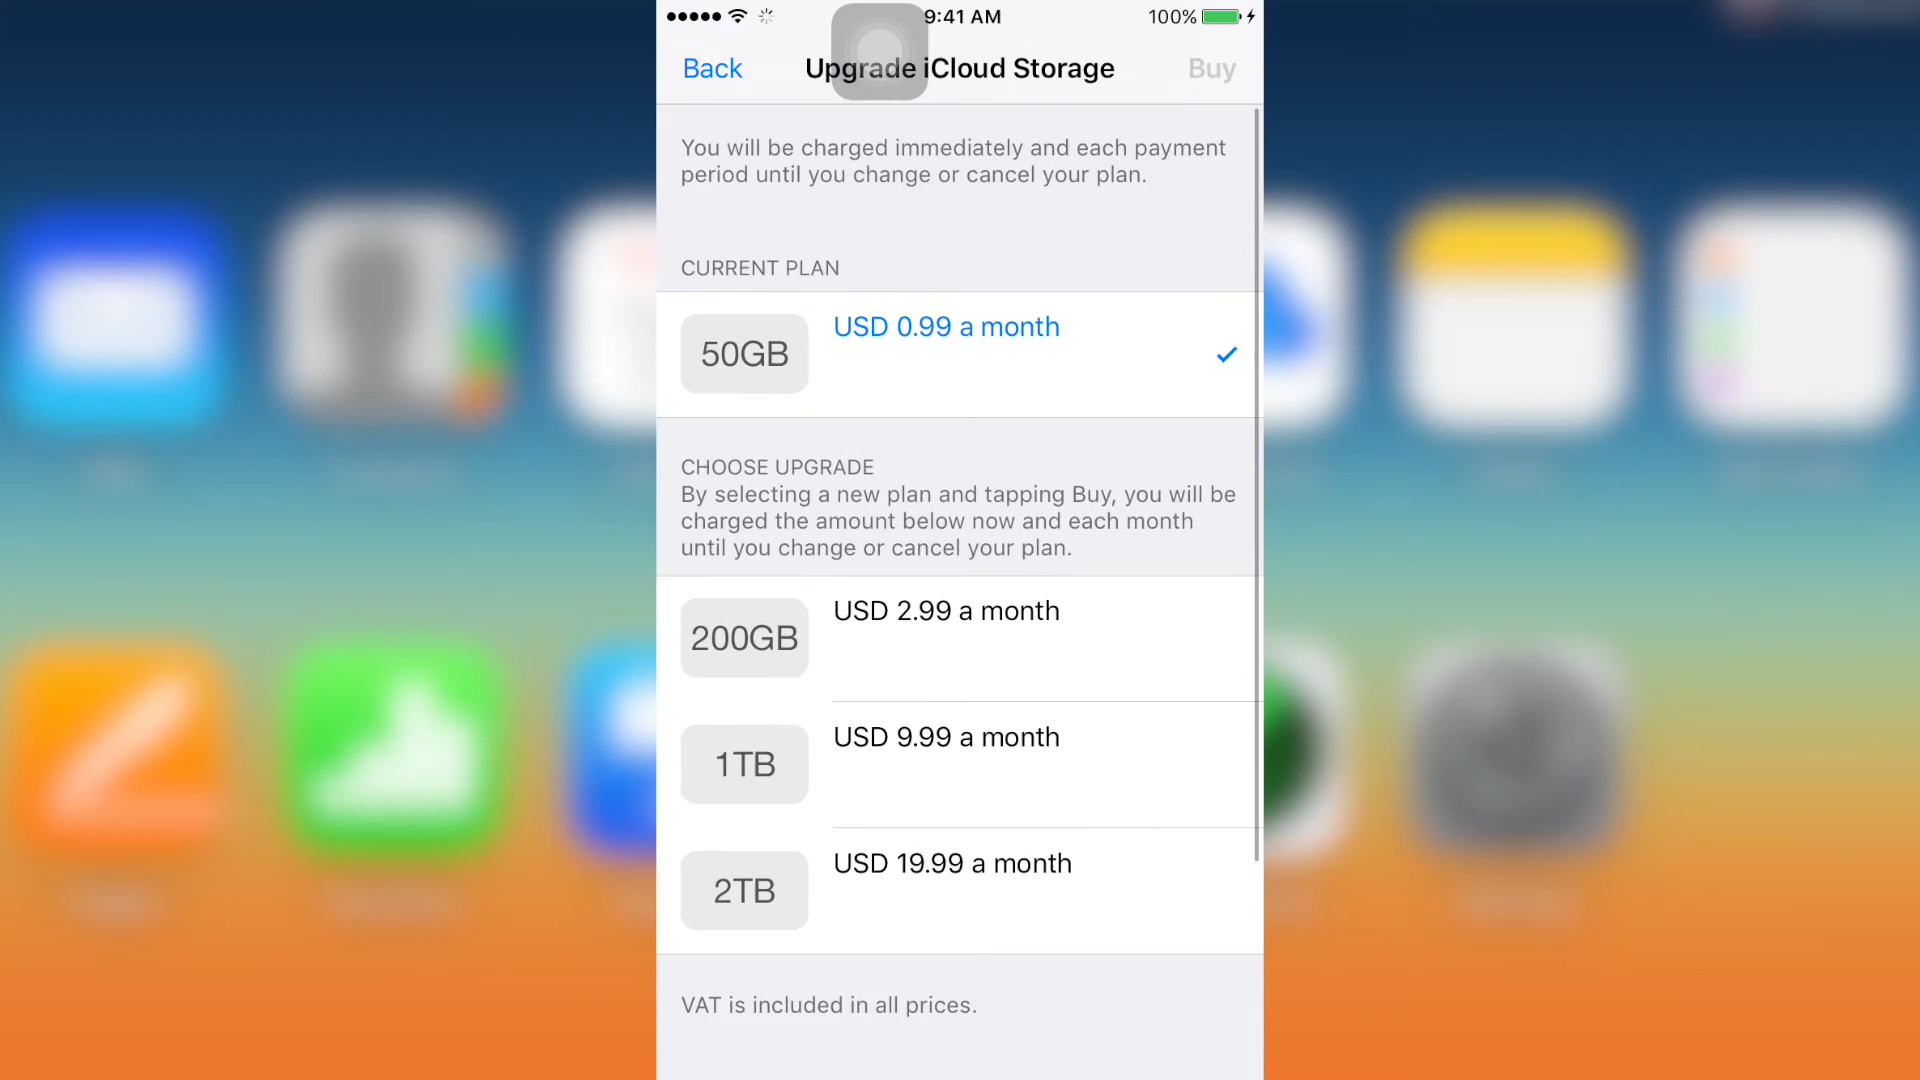 9:41 AM
100%
Back
Upgrade iCloud Storage
Buy
You will be charged immediately and each payment
period until you change or cancel your plan.
CURRENT PLAN
50GB
USD 0.99 a month
CHOOSE UPGRADE
By selecting a new plan and tapping Buy, you will be
charged the amount below now and each month
until you change or cancel your plan.
200GB
USD 2.99 a month
1TB
USD 9.99 a month
2TB
USD 19.99 a month
VAT is included in all prices.